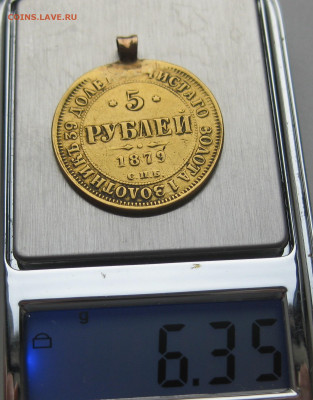 COINS.LAVE.RU
ЧИСТАГО ЗОЛОТА 1 ЗОЛОТНИКЪ 39 ДОЛЕЙ
· 5 ·
РУБЛЕЙ
1879
С.П.Б.
g
6.35